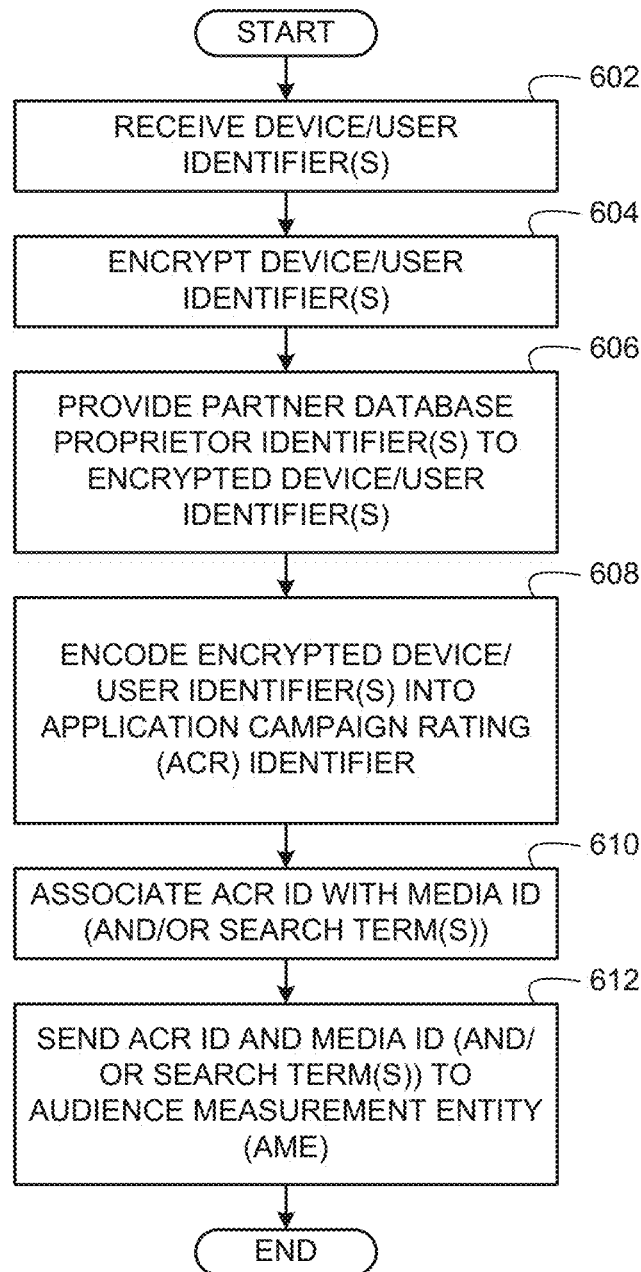 START
602
RECEIVE DEVICE/USER
IDENTIFIER(S)
604
ENCRYPT DEVICE/USER
IDENTIFIER(S)
606
PROVIDE PARTNER DATABASE
PROPRIETOR IDENTIFIER(S) TO
ENCRYPTED DEVICE/USER
IDENTIFIER(S)
608
ENCODE ENCRYPTED DEVICE/
USER IDENTIFIER(S) INTO
APPLICATION CAMPAIGN RATING
(ACR) IDENTIFIER
610
ASSOCIATE ACR ID WITH MEDIA ID
(AND/OR SEARCH TERM(S))
612
SEND ACR ID AND MEDIA ID (AND/
OR SEARCH TERM(S)) TO
AUDIENCE MEASUREMENT ENTITY
(AME)
END